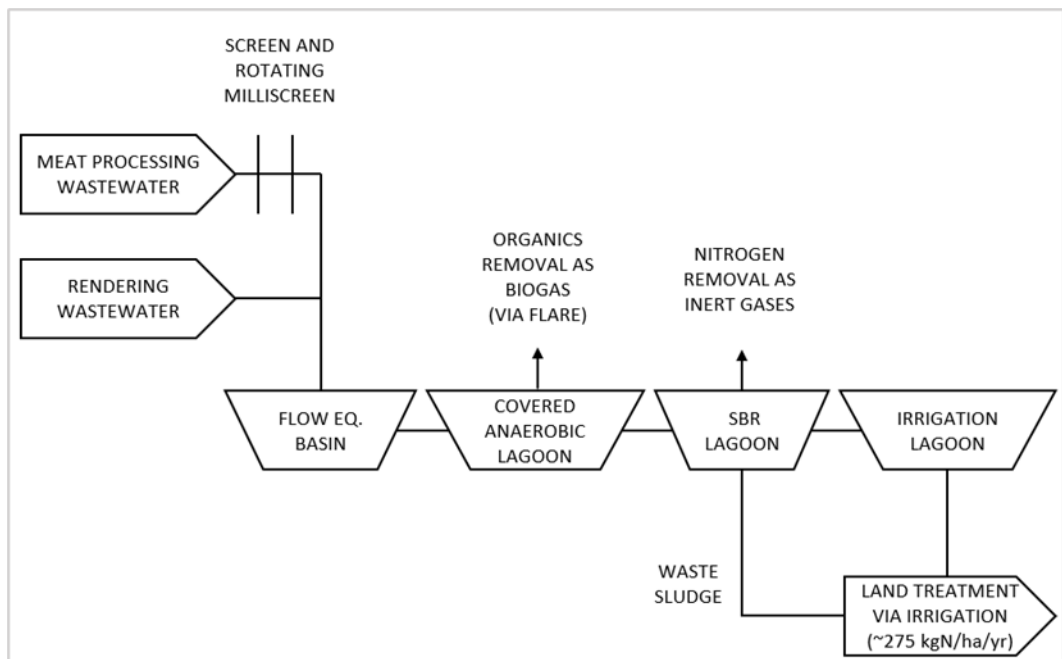 SCREEN AND
ROTATING
MILLISCREEN
MEAT PROCESSING
WASTEWATER
RENDERING
WASTEWATER
ORGANICS
REMOVAL AS
BIOGAS
(VIA FLARE)
NITROGEN
REMOVAL AS
INERT GASES
FLOW EQ.
BASIN
COVERED
ANAEROBIC
LAGOON
SBR
LAGOON
IRRIGATION
LAGOON
WASTE
SLUDGE
LAND TREATMENT
VIA IRRIGATION
(~275 kgN/ha/yr)